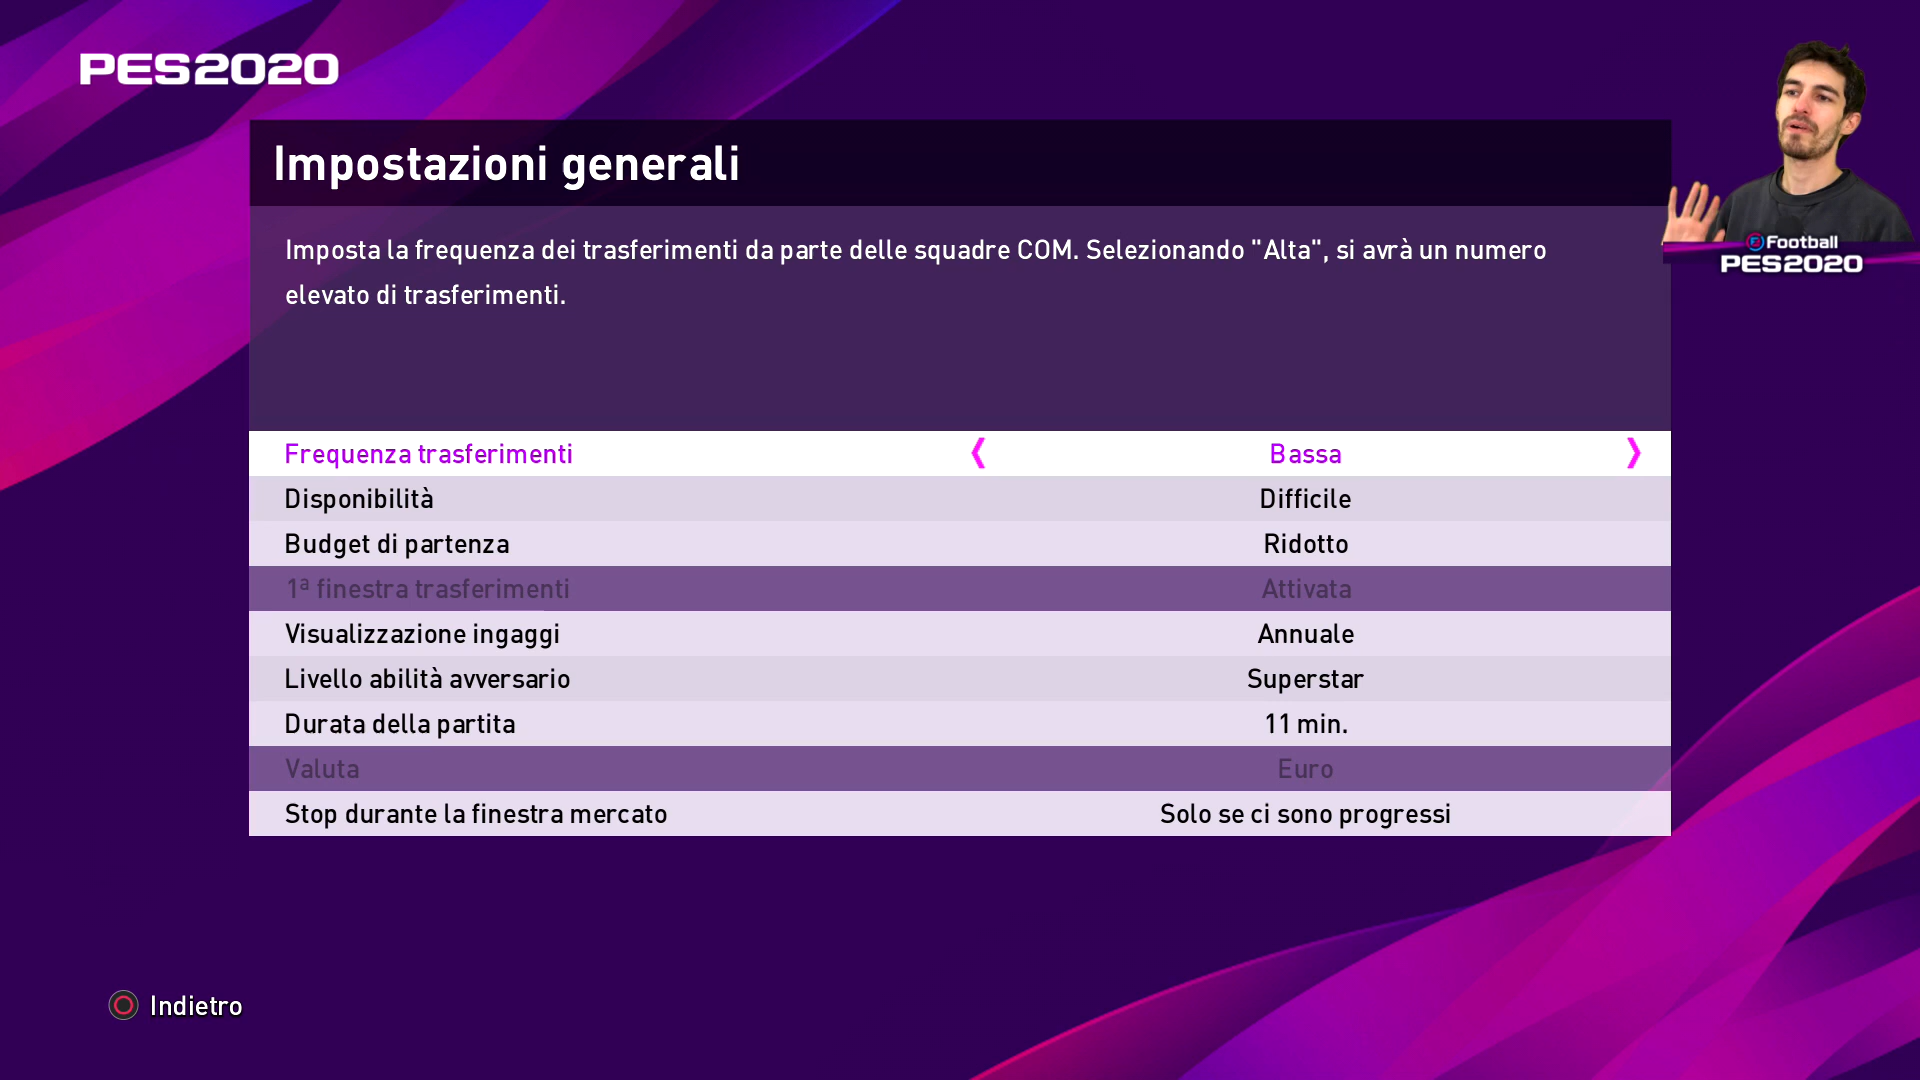 PES2020
Impostazioni generali
Imposta la frequenza dei trasferimenti da parte delle squadre COM. Selezionando "Alta", si avrà un numero
elevato di trasferimenti.
Frequenza trasferimenti Bassa
Disponibilità Difficile
Budget di partenza Ridotto
1ª finestra trasferimenti Attivata
Visualizzazione ingaggi Annuale
Livello abilità avversario Superstar
Durata della partita 11 min.
Valuta Euro
Stop durante la finestra mercato Solo se ci sono progressi
Indietro
Football
PES2020